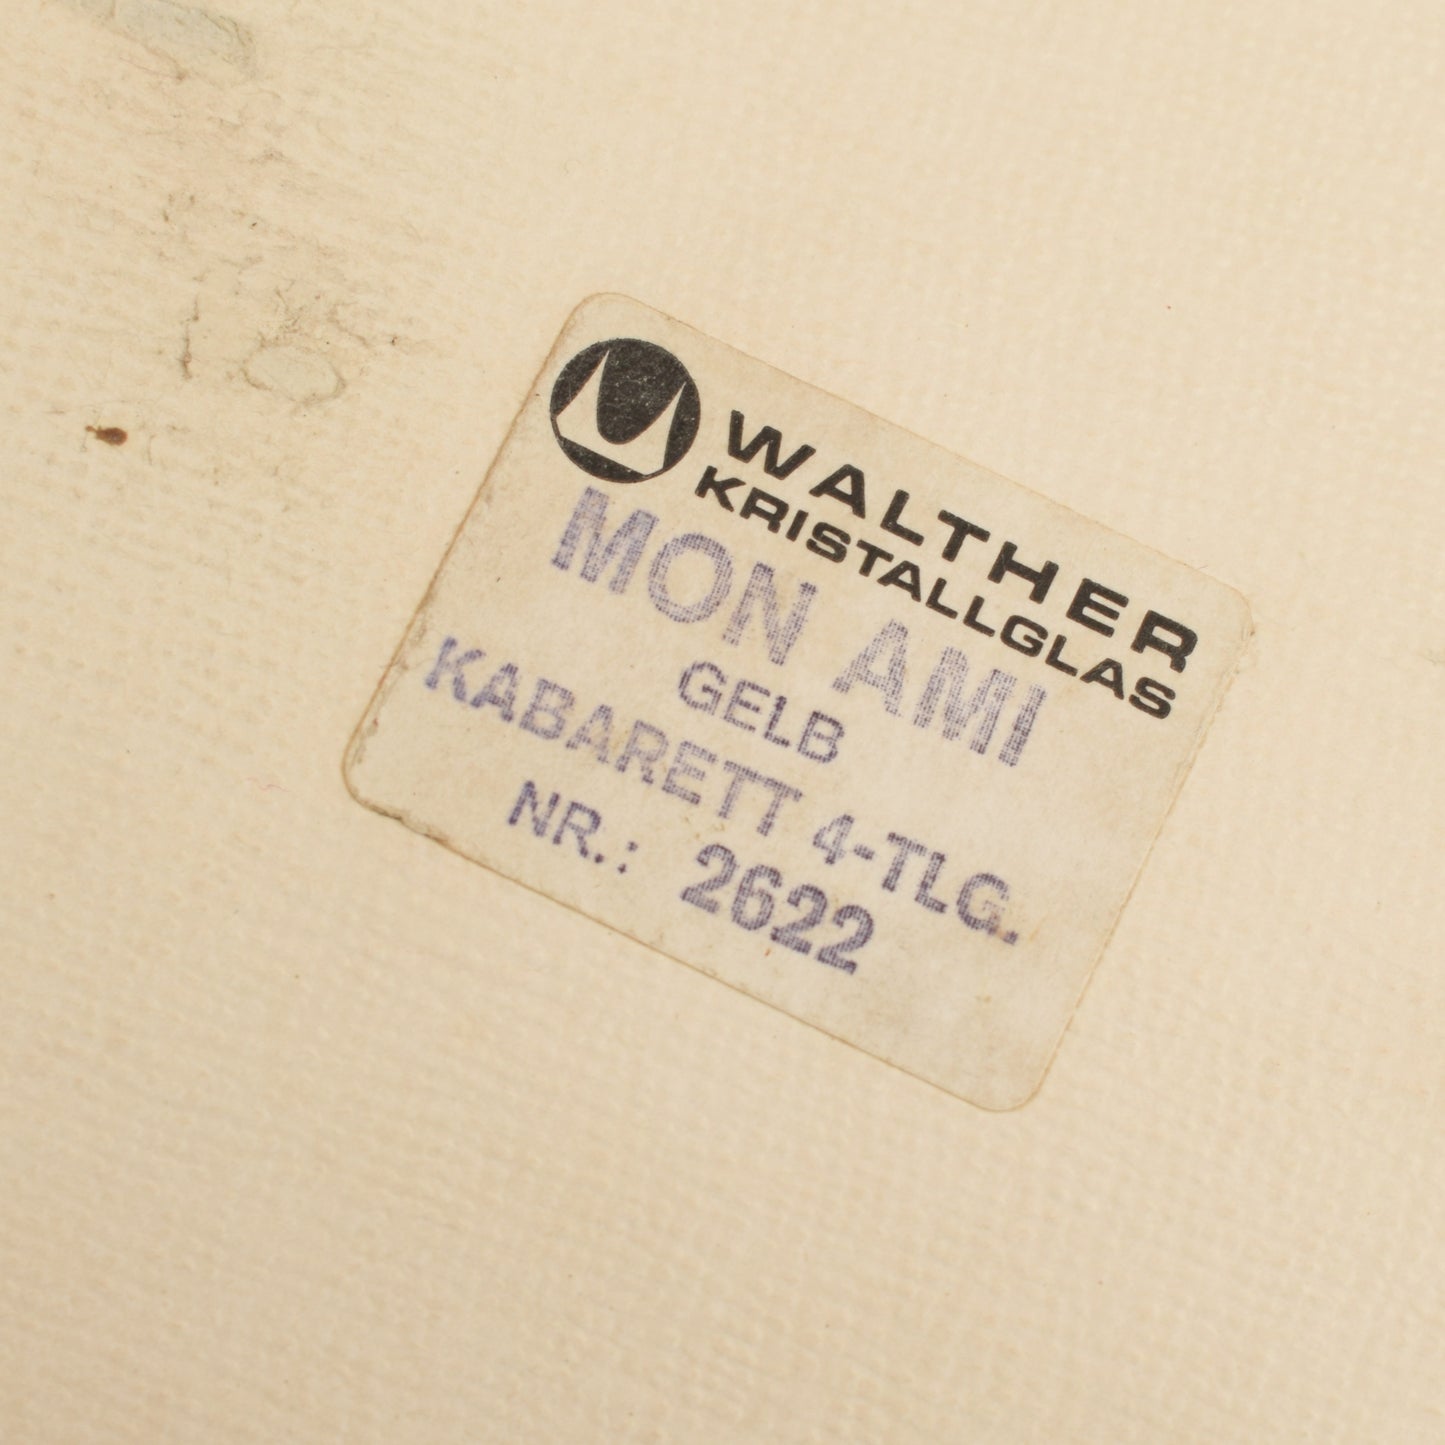 WALTHER
KRISTALLGLAS
MON AMI
GELB
KABARETT 4-TLG.
NR.: 2622